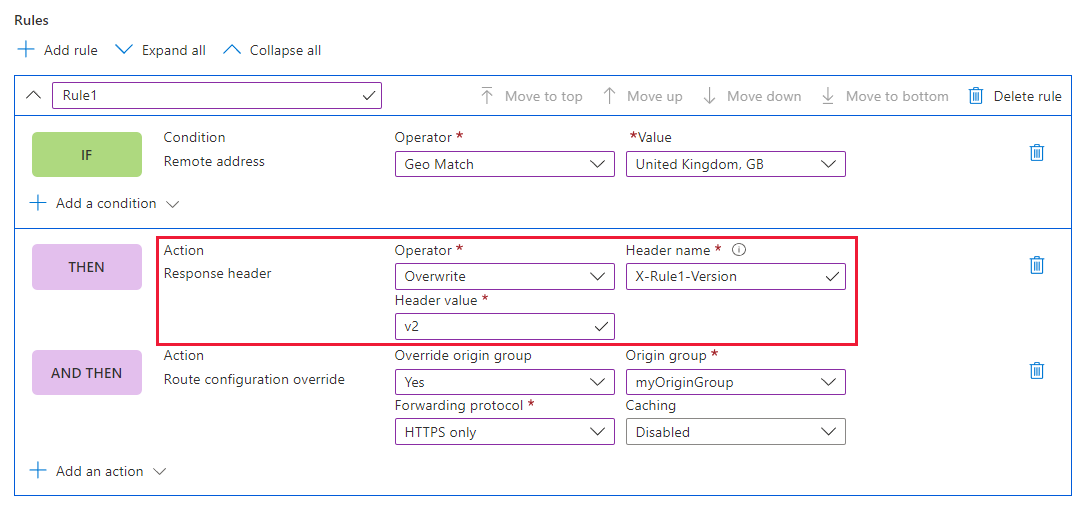 Rules
Add rule Expand all Collapse all
Rule1 Move to top Move up Move down Move to bottom Delete rule
IF
Condition Operator * *Value
Remote address Geo Match United Kingdom, GB
Add a condition
THEN
Action Operator * Header name *
Response header Overwrite X-Rule1-Version
Header value *
v2
AND THEN
Action Override origin group Origin group *
Route configuration override Yes myOriginGroup
Forwarding protocol * Caching
HTTPS only Disabled
Add an action